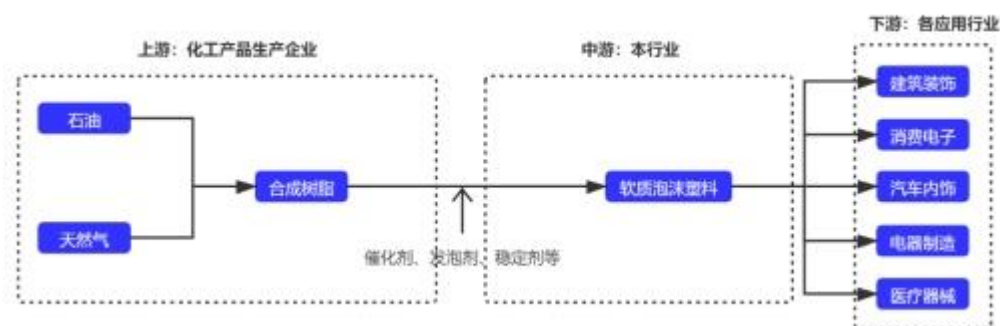 下游：各应用行业
上游：化工产品生产企业
中游：本行业
建筑装饰
石油
消费电子
合成树脂
软质泡沫塑料
汽车内饰
天然气
电器制造
催化剂、发泡剂、稳定剂等
医疗器械